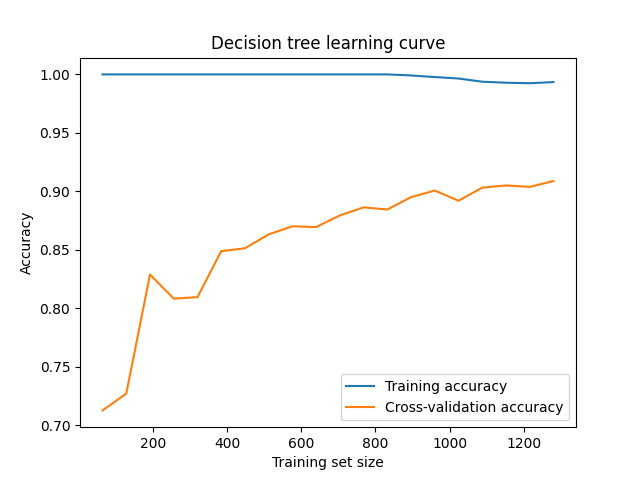 Decision tree learning curve
1.00
0.95
0.90
0.85
0.80
0.75
0.70
Accuracy
Training accuracy
Cross-validation accuracy
200 400 600 800 1000 1200
Training set size